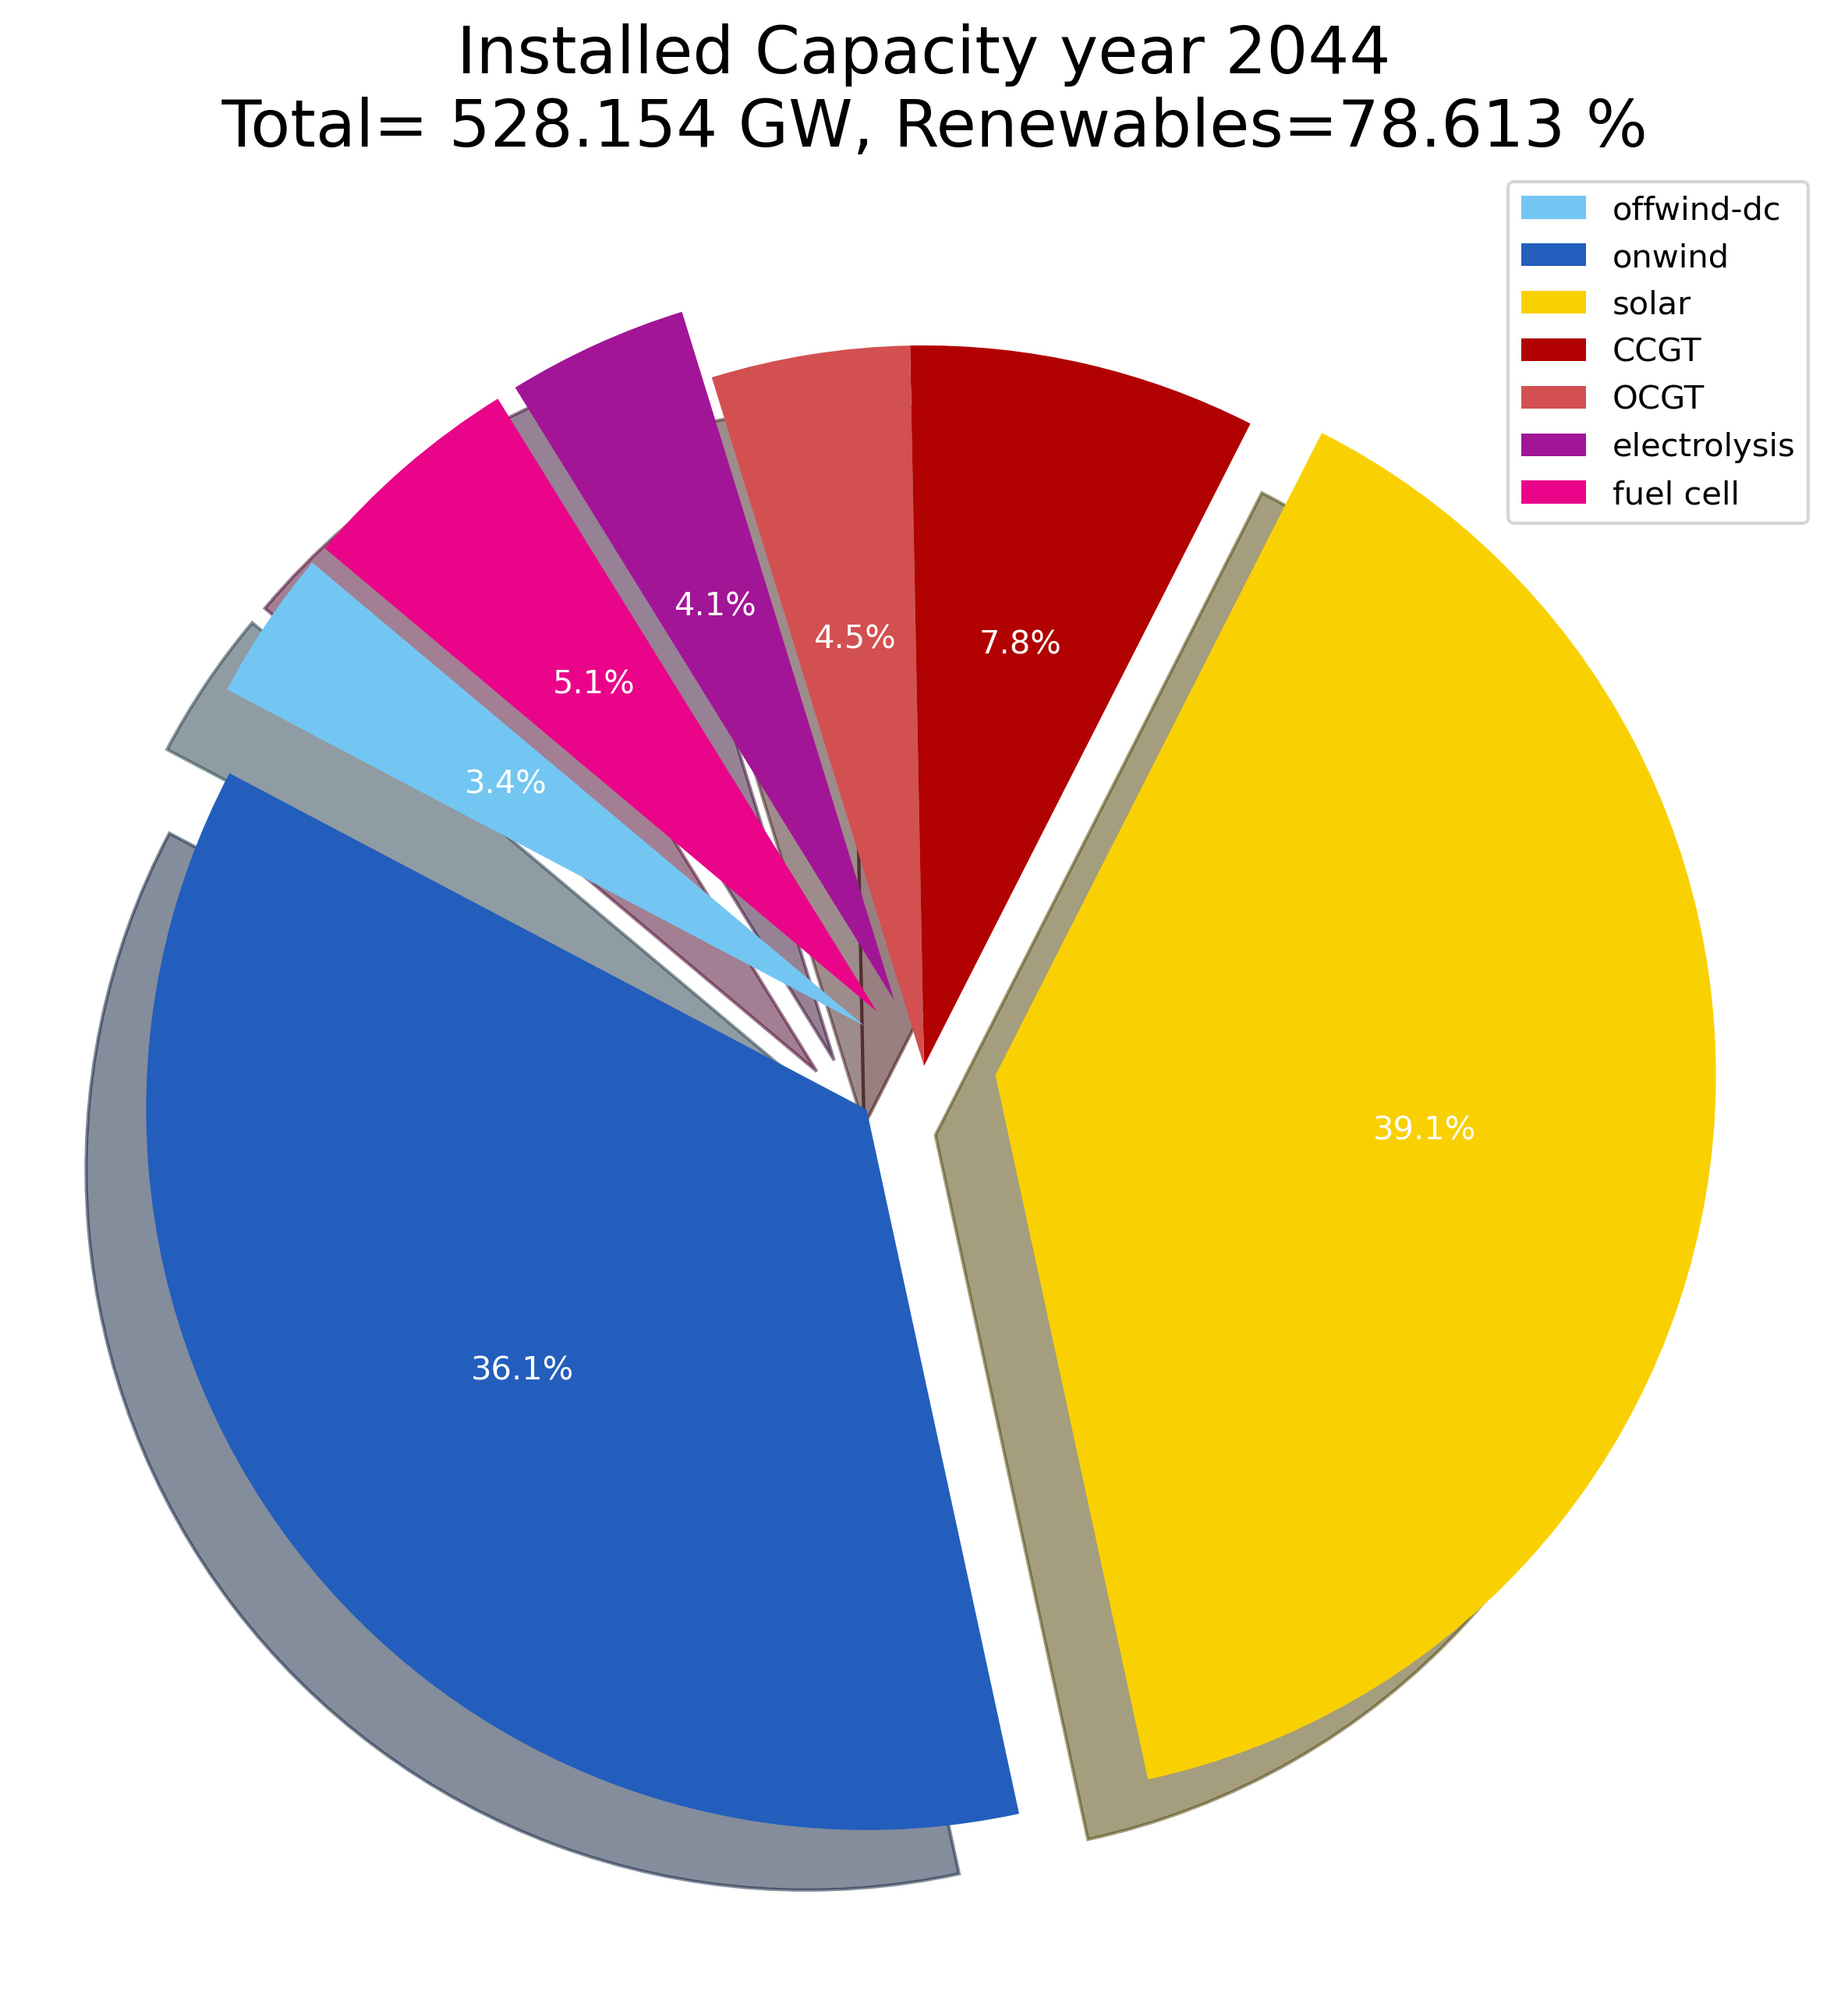 Installed Capacity year 2044
Total= 528.154 GW, Renewables=78.613 %
offwind-dc
onwind
solar
CCGT
OCGT
electrolysis
fuel cell
4.1%
4.5%
7.8%
5.1%
3.4%
39.1%
36.1%